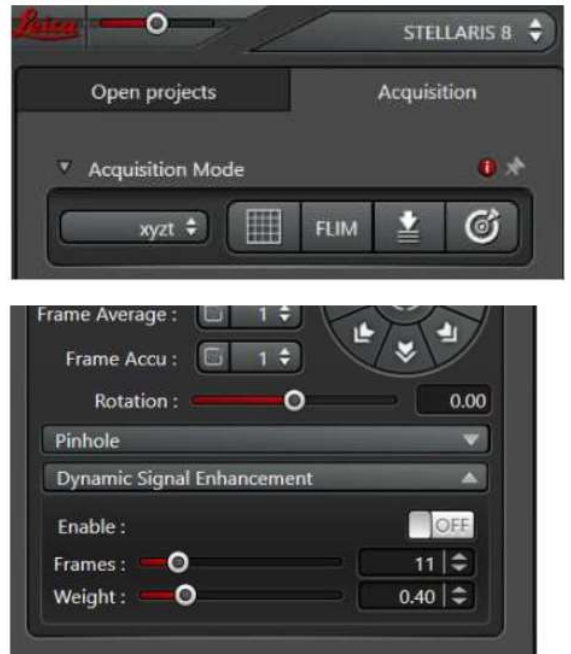 Leica
STELLARIS 8
Open projects Acquisition
Acquisition Mode i
xyzt FLIM
Frame Average : 1
Frame Accu : 1
Rotation : 0.00
Pinhole
Dynamic Signal Enhancement
Enable : OFF
Frames : 11
Weight : 0.40